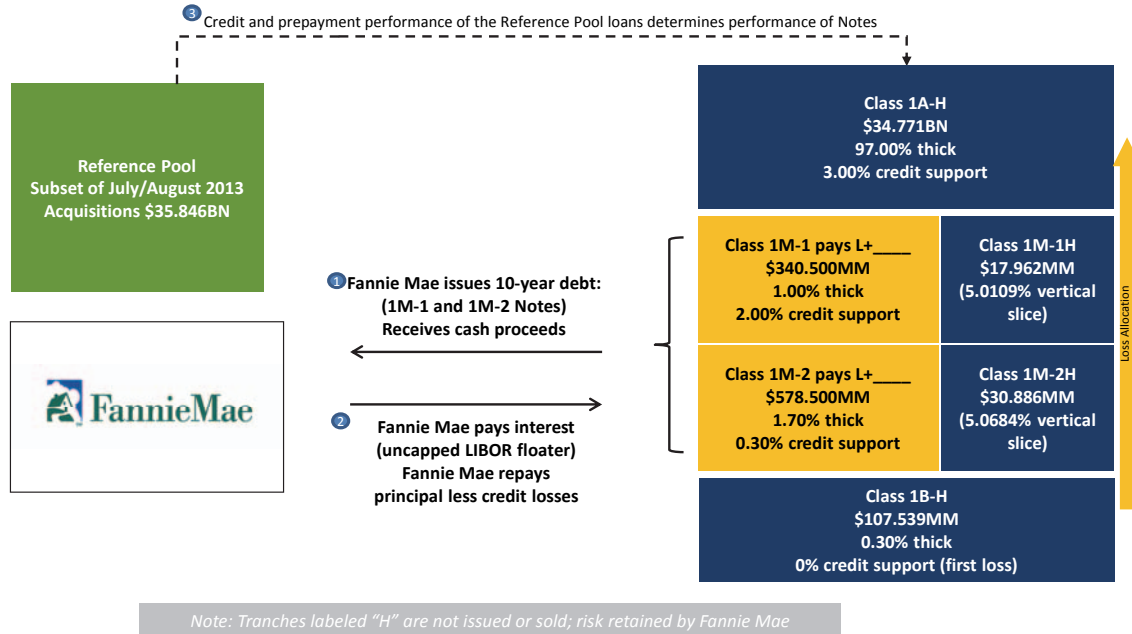 3 Credit and prepayment performance of the Reference Pool loans determines performance of Notes
Reference Pool
Subset of July/August 2013
Acquisitions $35.846BN
FannieMae
1 Fannie Mae issues 10-year debt:
(1M-1 and 1M-2 Notes)
Receives cash proceeds
2 Fannie Mae pays interest
(uncapped LIBOR floater)
Fannie Mae repays
principal less credit losses
Class 1A-H
$34.771BN
97.00% thick
3.00% credit support
Class 1M-1 pays L+____
$340.500MM
1.00% thick
2.00% credit support
Class 1M-1H
$17.962MM
(5.0109% vertical
slice)
Class 1M-2 pays L+____
$578.500MM
1.70% thick
0.30% credit support
Class 1M-2H
$30.886MM
(5.0684% vertical
slice)
Class 1B-H
$107.539MM
0.30% thick
0% credit support (first loss)
Loss Allocation
Note: Tranches labeled “H” are not issued or sold; risk retained by Fannie Mae